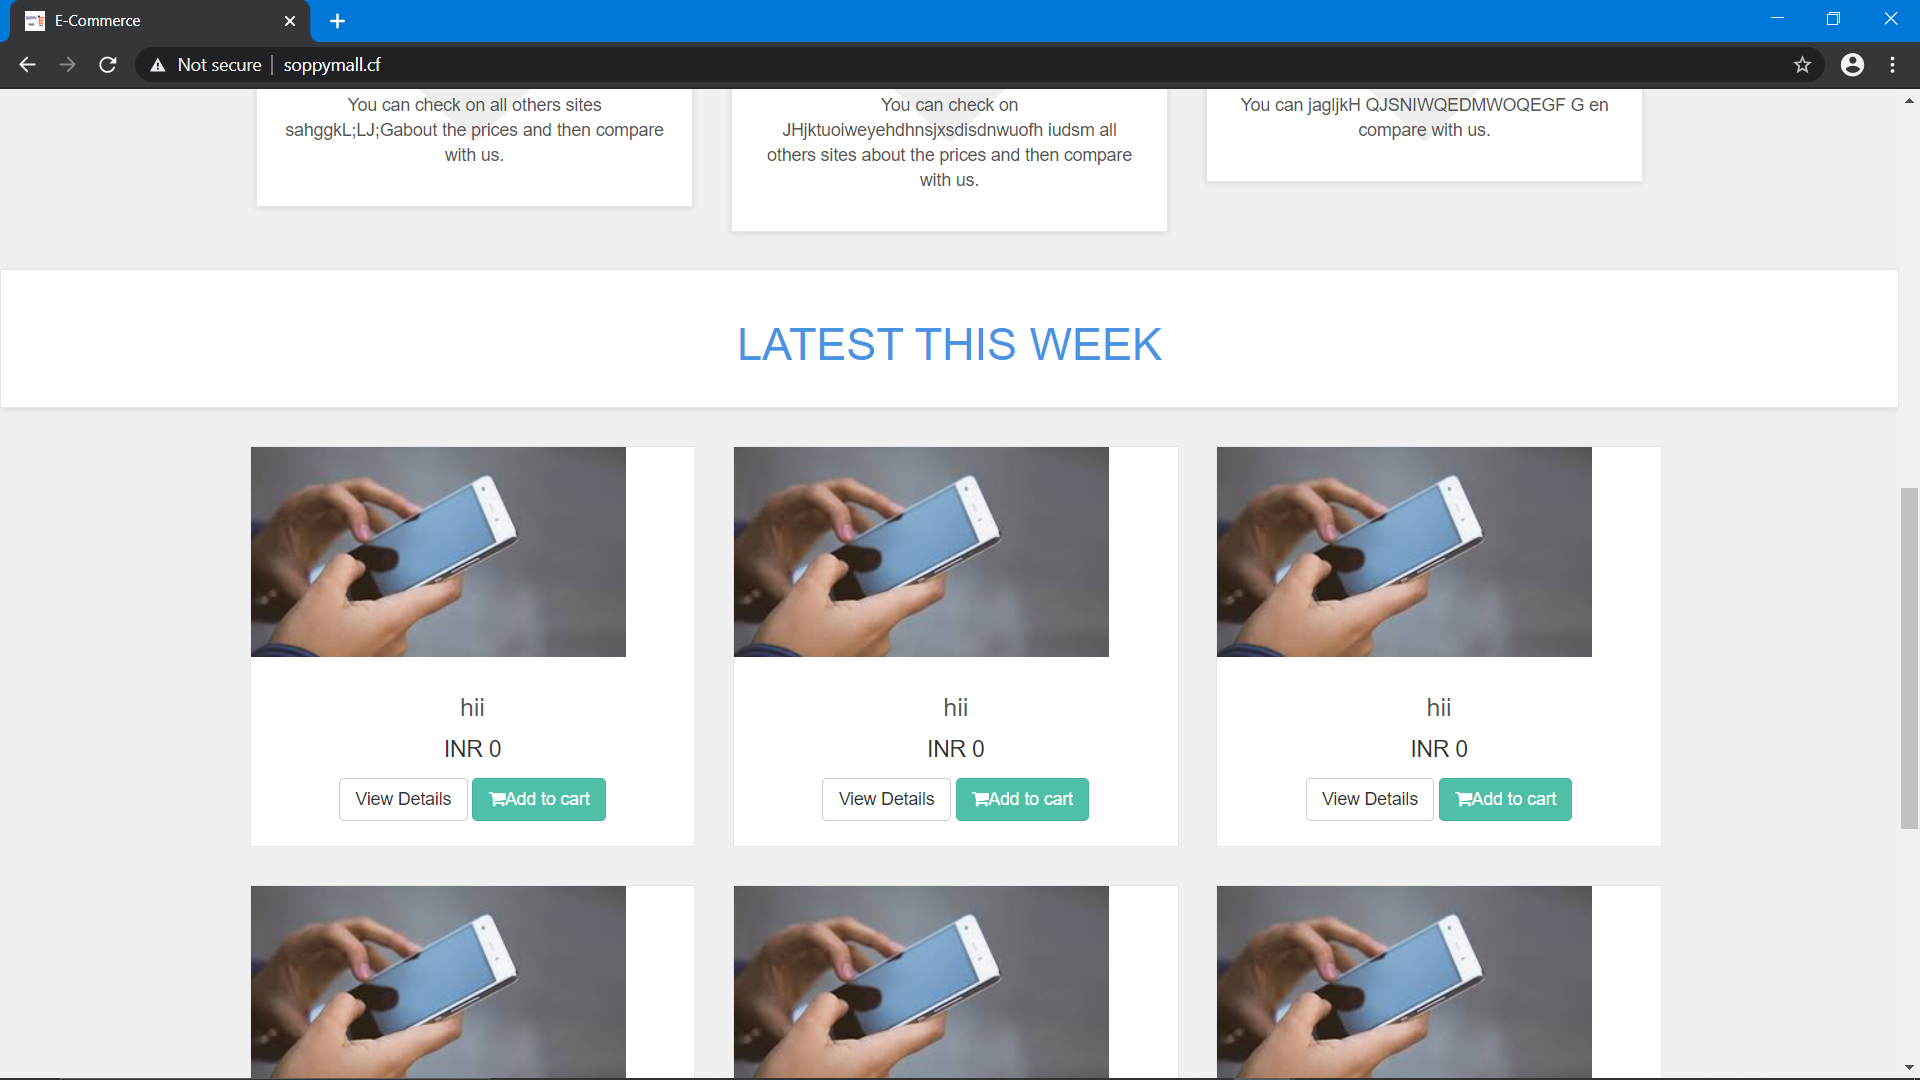 E-Commerce
Not secure
soppymall.cf
You can check on all others sites
sahggkL;LJ;Gabout the prices and then compare
with us.
You can check on
JHjktuoiweyehdhnsjxsdisdnwuofh iudsm all
others sites about the prices and then compare
with us.
You can jagljkH QJSNIWQEDMWOQEGF G en
compare with us.
LATEST THIS WEEK
hii
INR 0
View Details
Add to cart
hii
INR 0
View Details
Add to cart
hii
INR 0
View Details
Add to cart